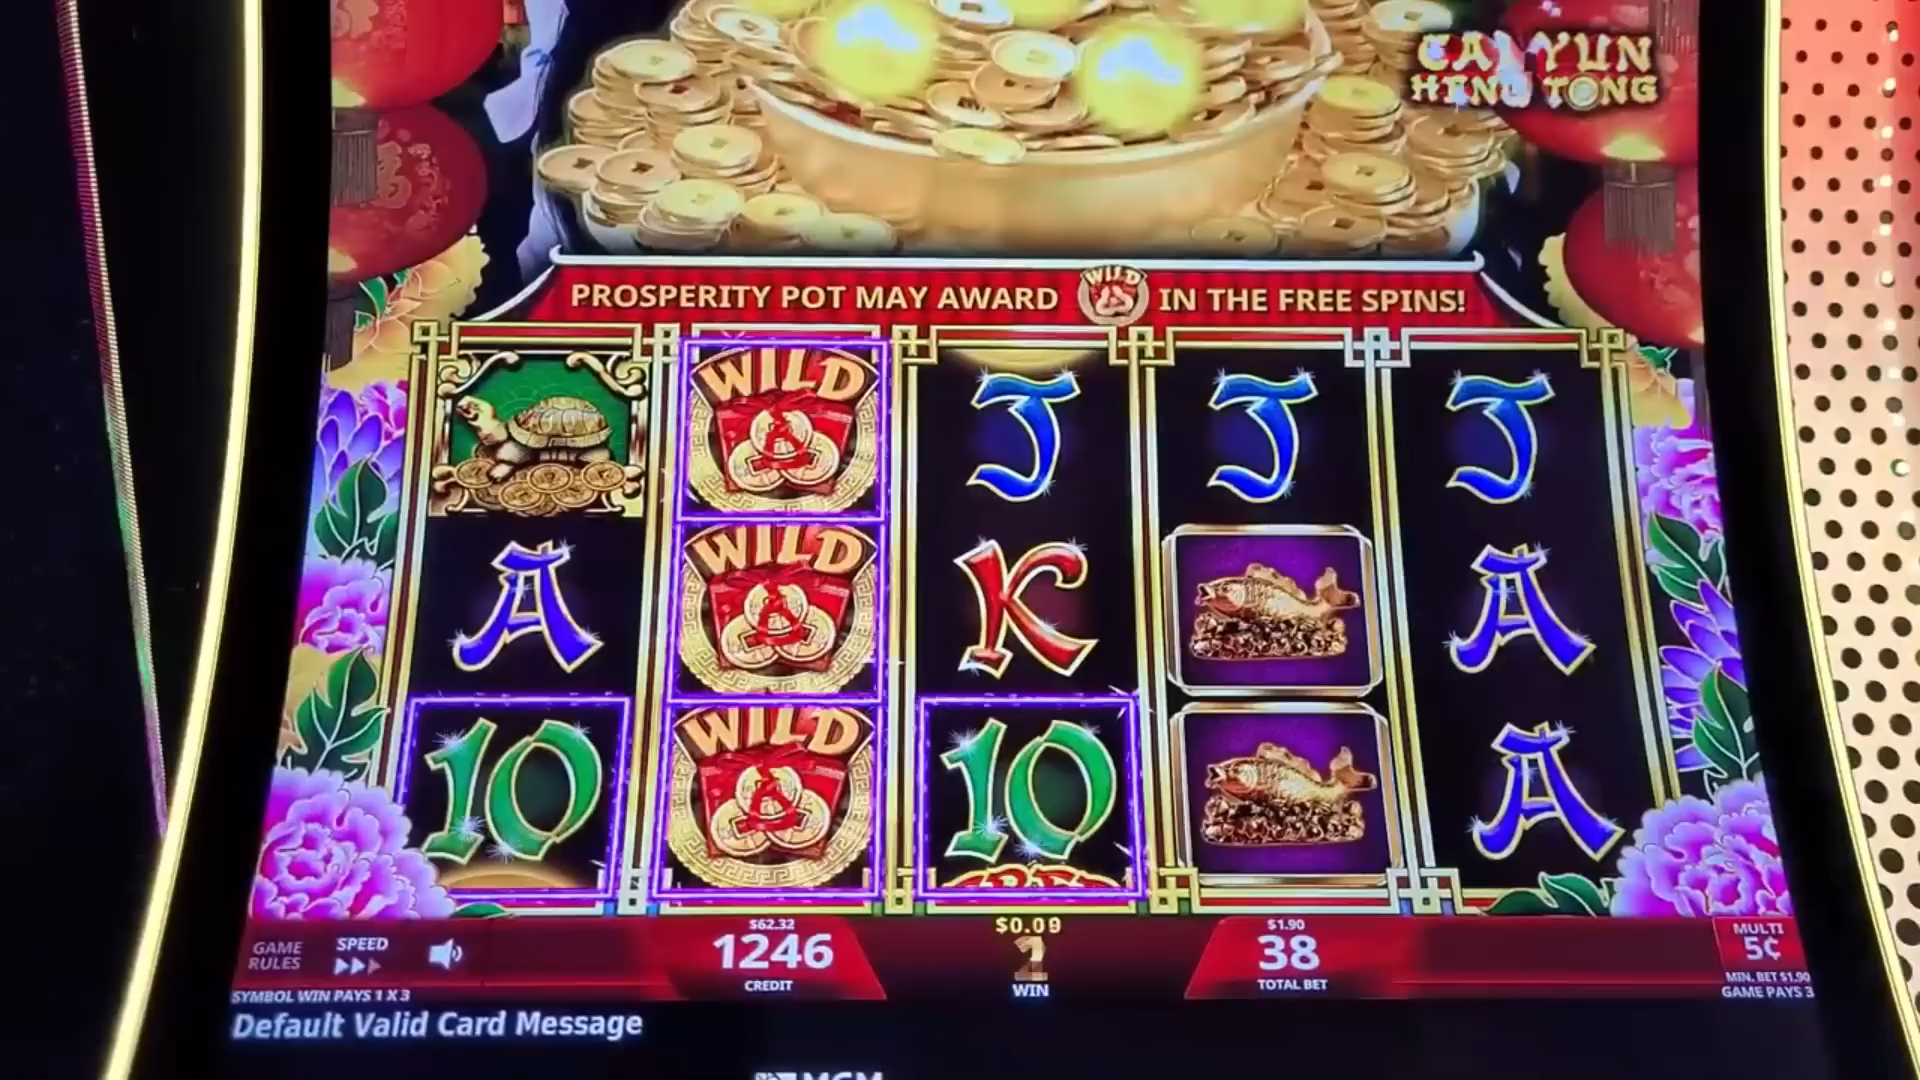 CAI YUN
HENG TONG
PROSPERITY POT MAY AWARD WILD IN THE FREE SPINS!
WILD J J J
WILD
A K A
WILD
10 10 A
$62.32 $0.09 $1.90
GAME RULES SPEED 1246 38 MULTI 5¢
CREDIT WIN TOTAL BET MIN. BET $1.90
SYMBOL WIN PAYS 1 X 3 GAME PAYS 3
Default Valid Card Message
MGM